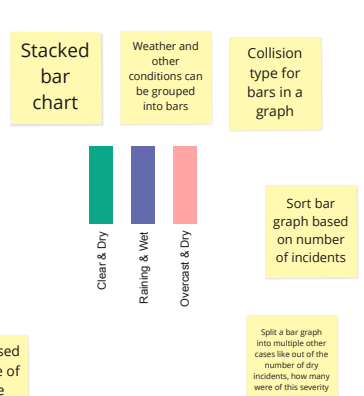 Stacked
bar
chart
Weather and
other
conditions can
be grouped
into bars
Collision
type for
bars in a
graph
Clear & Dry
Raining & Wet
Overcast & Dry
Sort bar
graph based
on number
of incidents
Split a bar graph
into multiple other
cases like out of the
number of dry
incidents, how many
were of this severity
sed
e of